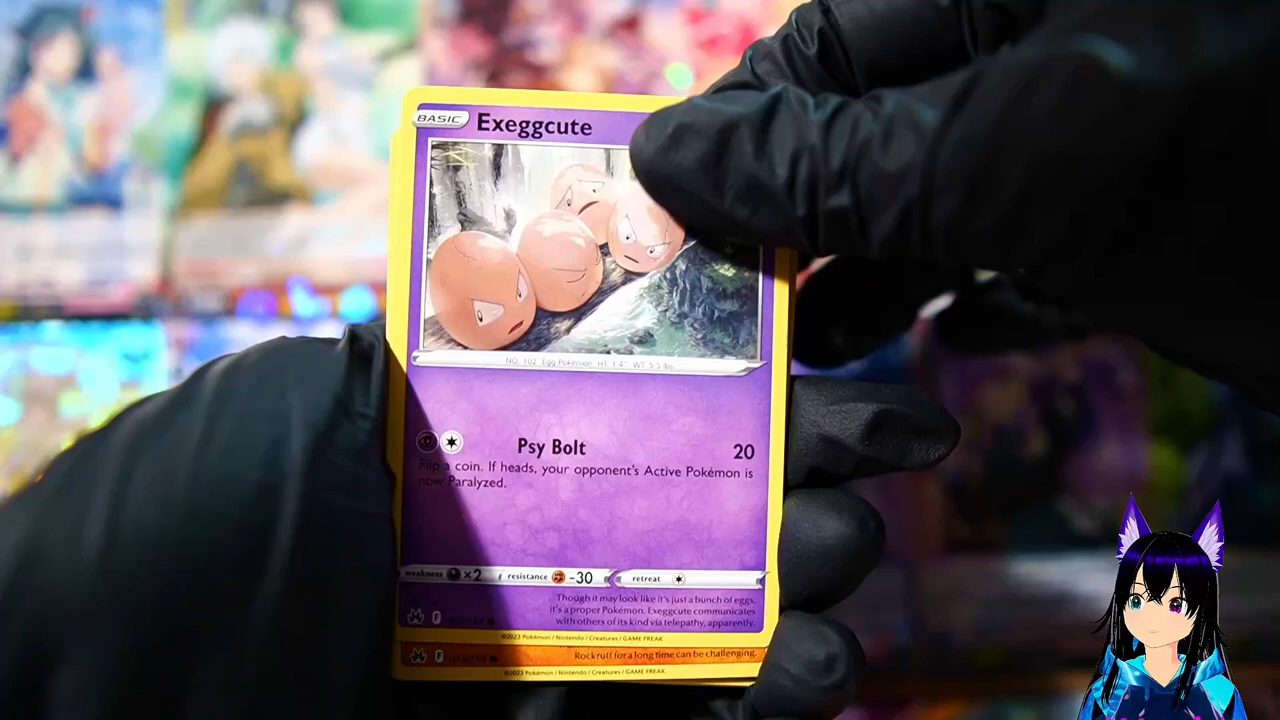 BASIC Exeggcute
NO. 102 Egg Pokémon HT 1'4" WT 5.5 lbs.
Psy Bolt 20
Flip a coin. If heads, your opponent's Active Pokémon is
now Paralyzed.
weakness ×2 resistance -30 retreat
Though it may look like it's just a bunch of eggs,
it's a proper Pokémon. Exeggcute communicates
with others of its kind via telepathy, apparently.
F
©2023 Pokémon / Nintendo / Creatures / GAME FREAK
Rockruff for a long time can be challenging.
F
©2023 Pokémon / Nintendo / Creatures / GAME FREAK